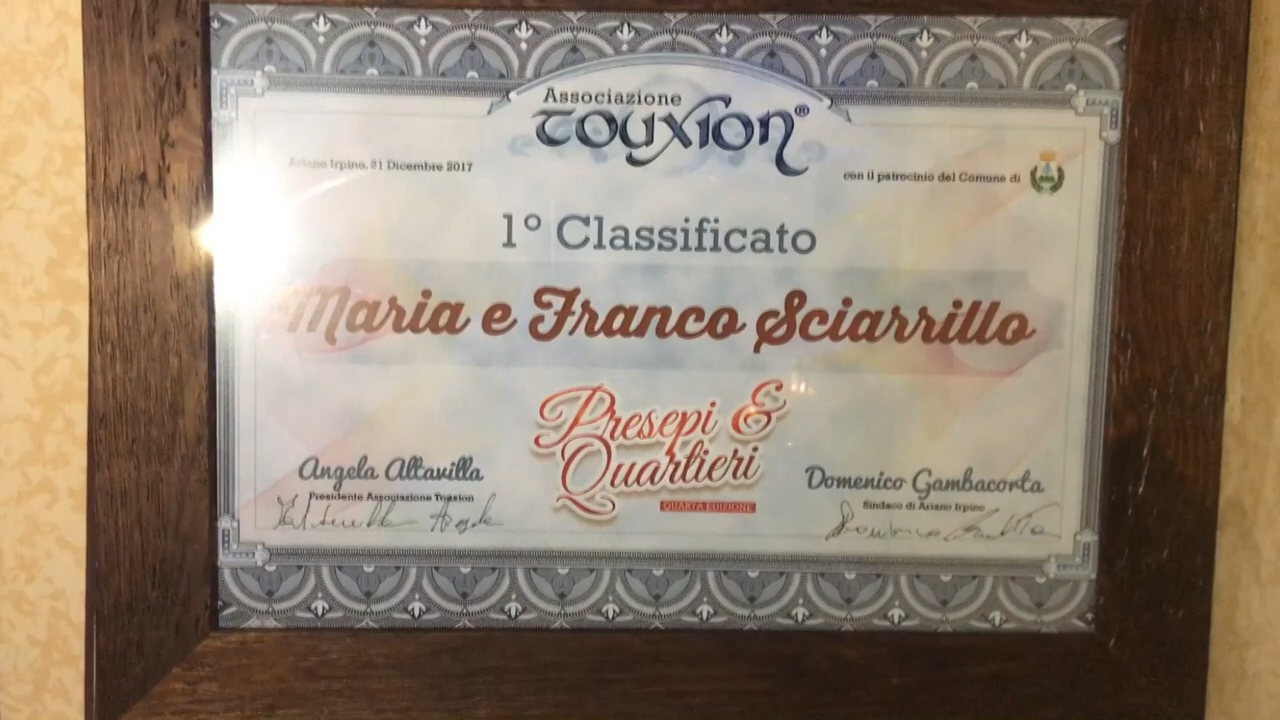 Associazione
touxion®
Ariano Irpino, 21 Dicembre 2017
con il patrocinio del Comune di
1° Classificato
Maria e Franco Sciarrillo
Presepi &
Quartieri
QUARTA EDIZIONE
Angela Altavilla
Presidente Associazione Touxion
Domenico Gambacorta
Sindaco di Ariano Irpino